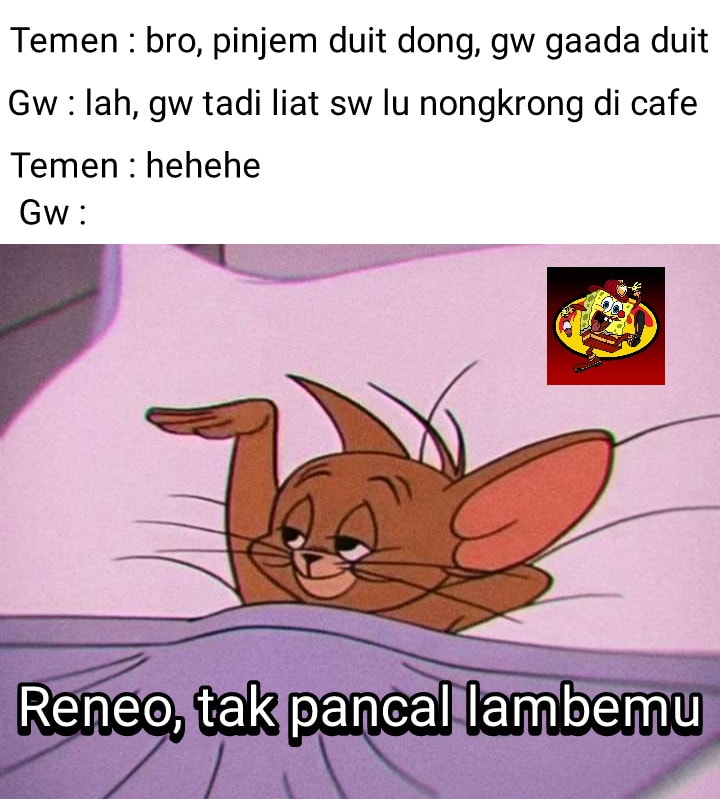 Temen : bro, pinjem duit dong, gw gaada duit
Gw : lah, gw tadi liat sw lu nongkrong di cafe
Temen : hehehe
Gw :
Reneo, tak pancal lambemu